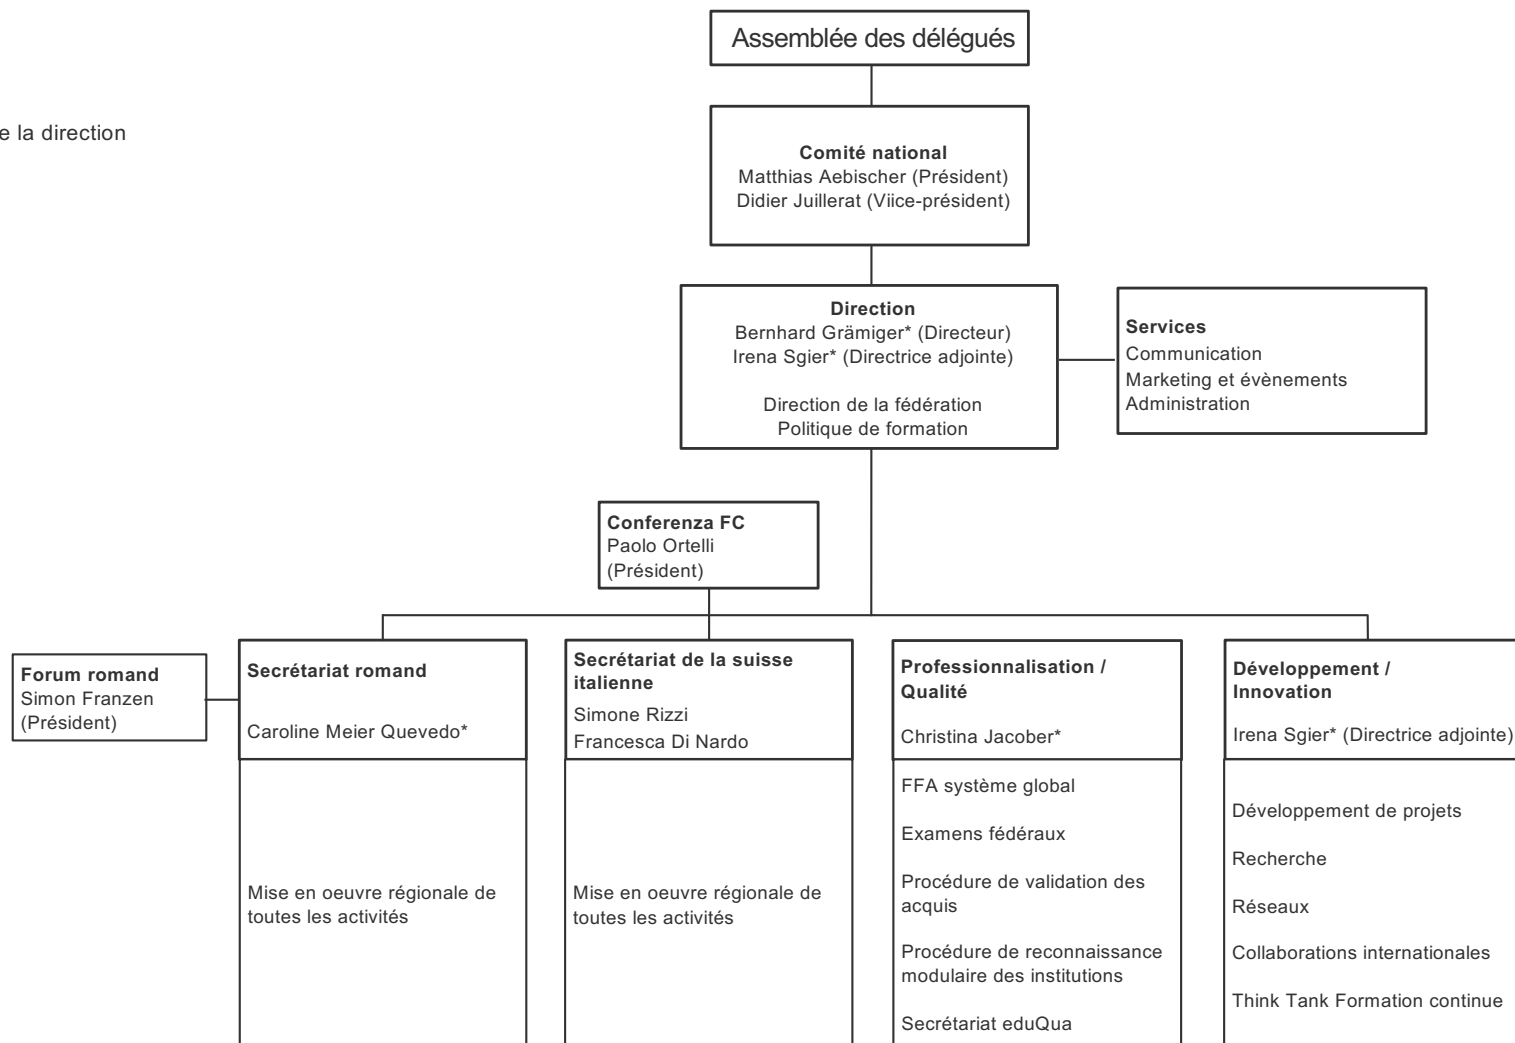 Assemblée des délégués
e la direction
Comité national
Matthias Aebischer (Président)
Didier Juillerat (Viice-président)
Direction
Bernhard Grämiger* (Directeur)
Irena Sgier* (Directrice adjointe)
Direction de la fédération
Politique de formation
Services
Communication
Marketing et évènements
Administration
Conferenza FC
Paolo Ortelli
(Président)
Forum romand
Simon Franzen
(Président)
Secrétariat romand
Caroline Meier Quevedo*
Mise en oeuvre régionale de
toutes les activités
Secrétariat de la suisse
italienne
Simone Rizzi
Francesca Di Nardo
Mise en oeuvre régionale de
toutes les activités
Professionnalisation /
Qualité
Christina Jacober*
FFA système global
Examens fédéraux
Procédure de validation des
acquis
Procédure de reconnaissance
modulaire des institutions
Secrétariat eduQua
Développement /
Innovation
Irena Sgier* (Directrice adjointe)
Développement de projets
Recherche
Réseaux
Collaborations internationales
Think Tank Formation continue